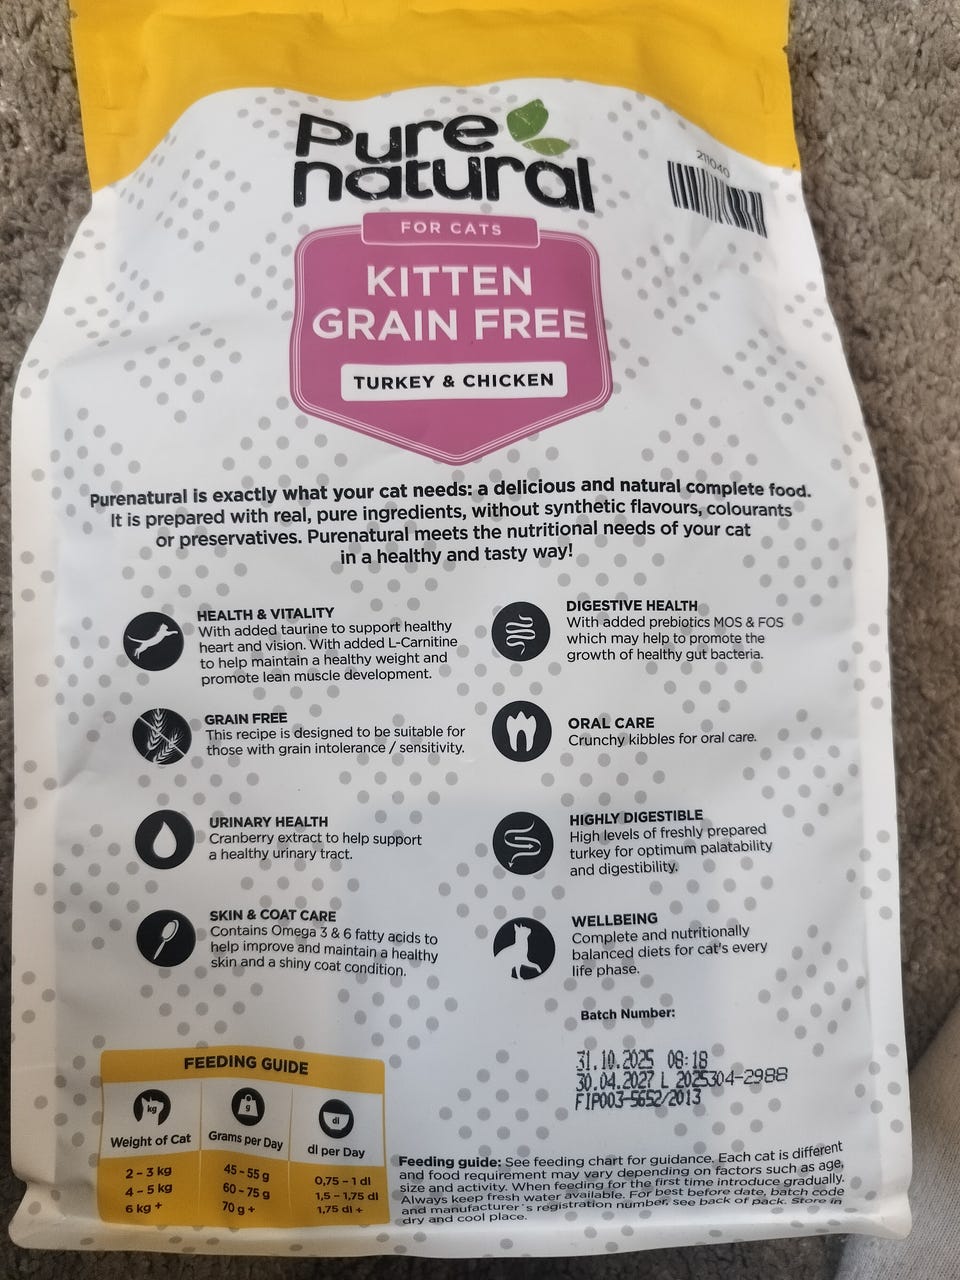 Pure
natural
211040
FOR CATS
KITTEN
GRAIN FREE
TURKEY & CHICKEN
Purenatural is exactly what your cat needs: a delicious and natural complete food.
It is prepared with real, pure ingredients, without synthetic flavours, colourants
or preservatives. Purenatural meets the nutritional needs of your cat
in a healthy and tasty way!
HEALTH & VITALITY
With added taurine to support healthy
heart and vision. With added L-Carnitine
to help maintain a healthy weight and
promote lean muscle development.
DIGESTIVE HEALTH
With added prebiotics MOS & FOS
which may help to promote the
growth of healthy gut bacteria.
GRAIN FREE
This recipe is designed to be suitable for
those with grain intolerance / sensitivity.
ORAL CARE
Crunchy kibbles for oral care.
URINARY HEALTH
Cranberry extract to help support
a healthy urinary tract.
HIGHLY DIGESTIBLE
High levels of freshly prepared
turkey for optimum palatability
and digestibility.
SKIN & COAT CARE
Contains Omega 3 & 6 fatty acids to
help improve and maintain a healthy
skin and a shiny coat condition.
WELLBEING
Complete and nutritionally
balanced diets for cat's every
life phase.
Batch Number:
31.10.2025 08:18
30.04.2027 L 2025304-2988
FIP003-5652/2013
FEEDING GUIDE
kg g dl
Weight of Cat Grams per Day dl per Day
2 - 3 kg 45 - 55 g 0,75 - 1 dl
4 - 5 kg 60 - 75 g 1,5 - 1,75 dl
6 kg + 70 g + 1,75 dl +
Feeding guide: See feeding chart for guidance. Each cat is different
and food requirement may vary depending on factors such as age,
size and activity. When feeding for the first time introduce gradually.
Always keep fresh water available. For best before date, batch code
and manufacturer's registration number, see back of pack. Store in
dry and cool place.